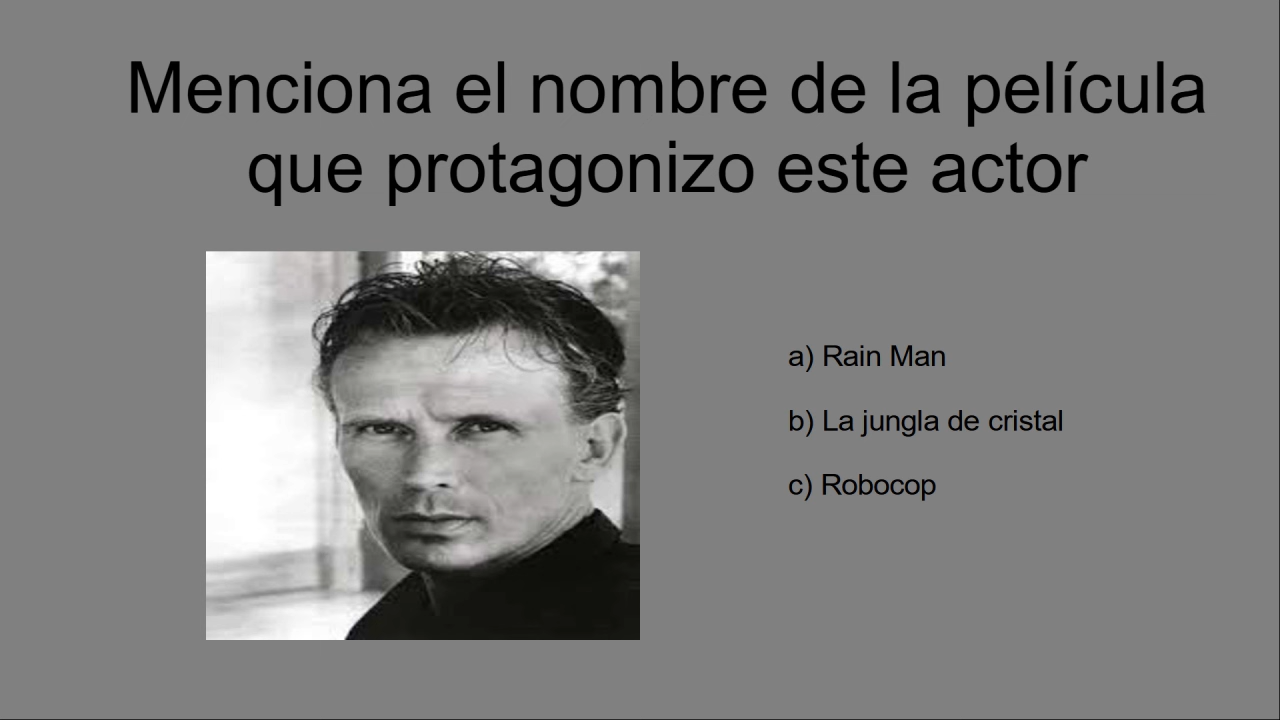 Menciona el nombre de la película
que protagonizo este actor
a) Rain Man
b) La jungla de cristal
c) Robocop